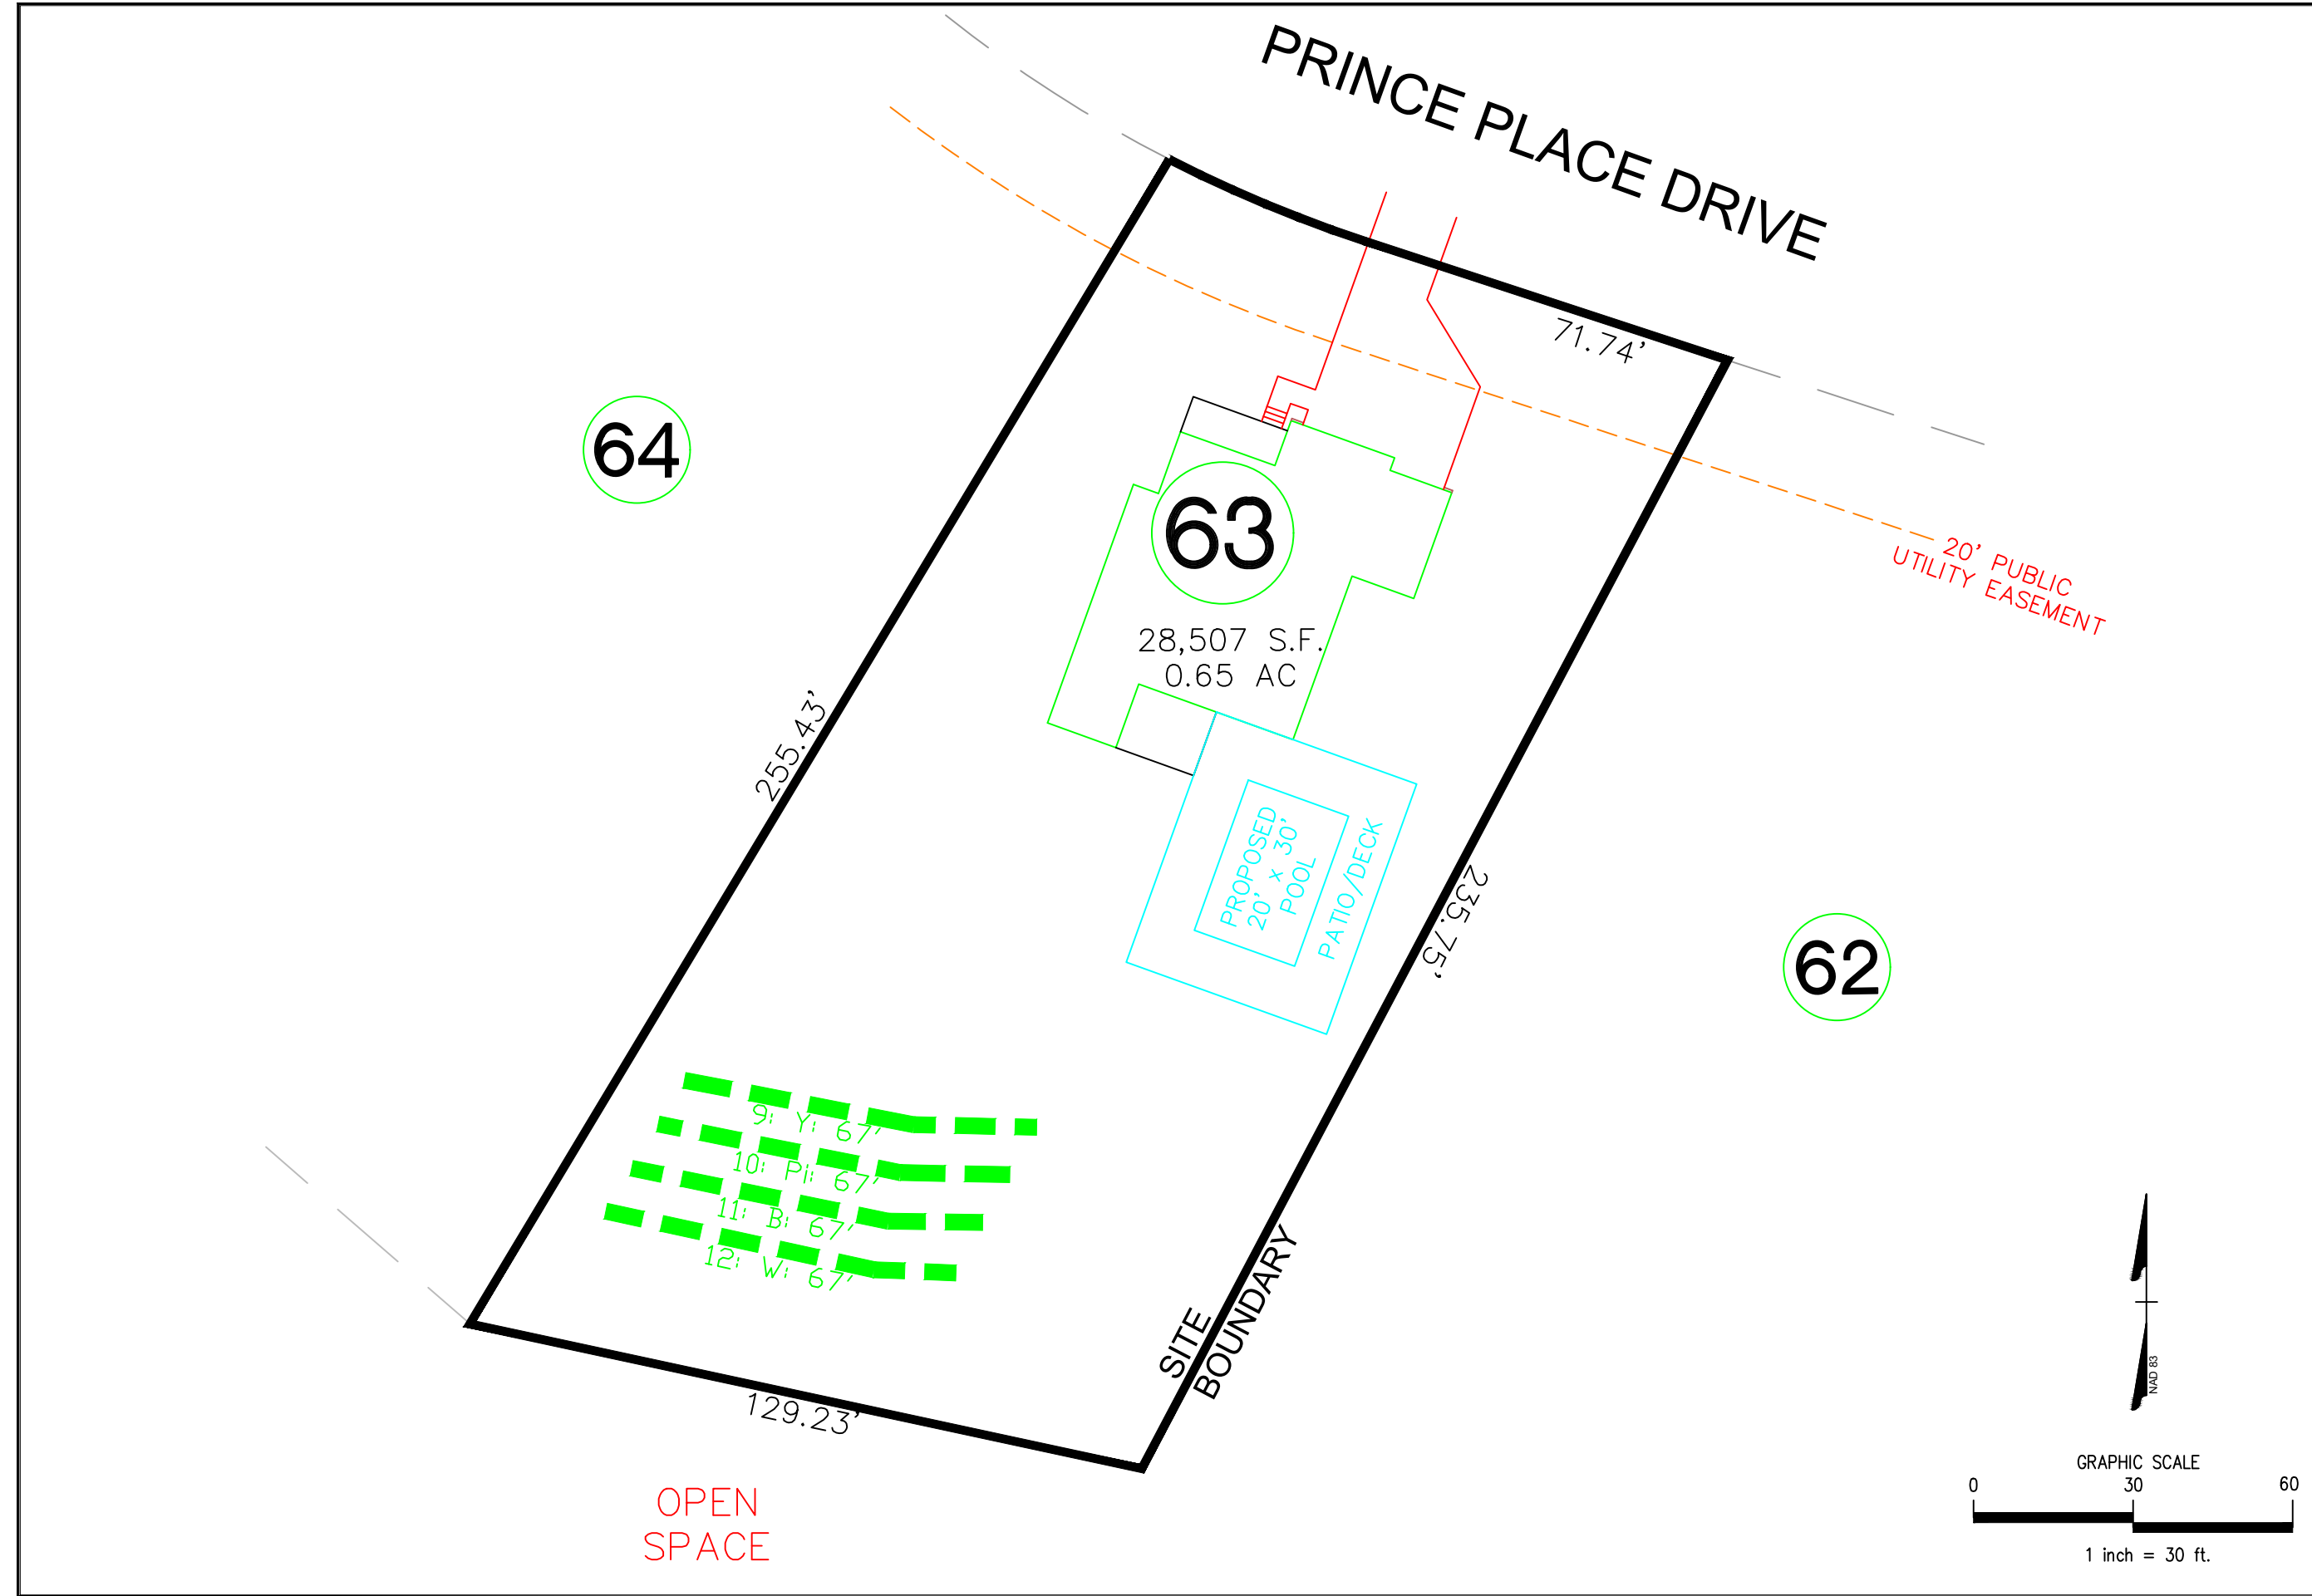 PRINCE PLACE DRIVE
71.74'
64
63
20' PUBLIC
UTILITY EASEMENT
28,507 S.F.
0.65 AC
255.43'
PROPOSED
20' x 30'
POOL
PATIO/DECK
235.75'
62
9; Y; 67'
10; P; 67'
11; B; 67'
12; W; 67'
SITE
BOUNDARY
129.23'
OPEN
SPACE
NAD 83
GRAPHIC SCALE
0 30 60
1 inch = 30 ft.